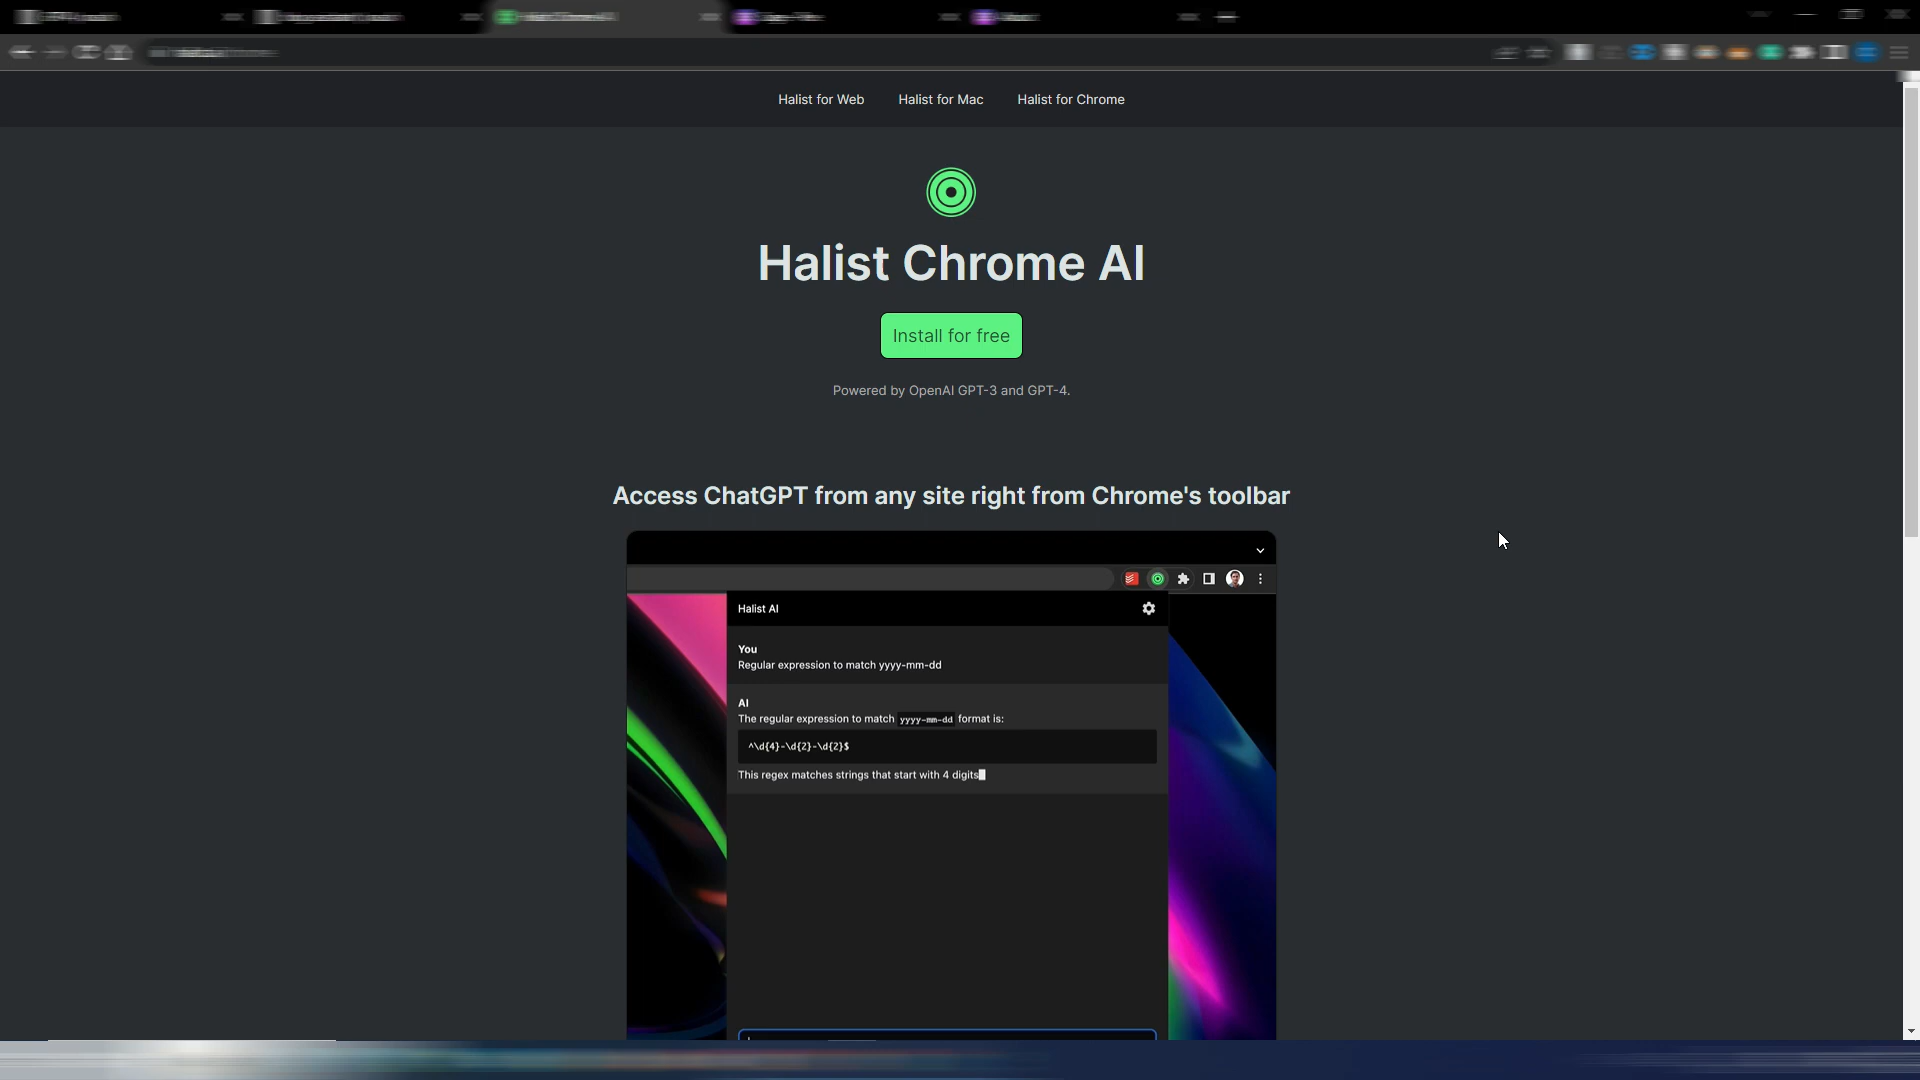 Halist for Web Halist for Mac Halist for Chrome
Halist Chrome AI
Install for free
Powered by OpenAI GPT-3 and GPT-4.
Access ChatGPT from any site right from Chrome's toolbar
Halist AI
You
Regular expression to match yyyy-mm-dd
AI
The regular expression to match yyyy-mm-dd format is:
^\d{4}-\d{2}-\d{2}$
This regex matches strings that start with 4 digits